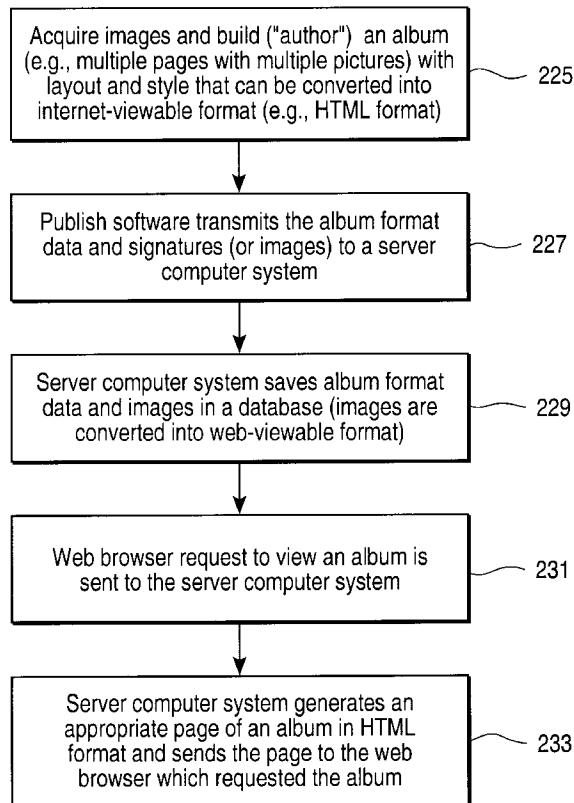 Acquire images and build ("author") an album
(e.g., multiple pages with multiple pictures) with
layout and style that can be converted into
internet-viewable format (e.g., HTML format)
225
Publish software transmits the album format
data and signatures (or images) to a server
computer system
227
Server computer system saves album format
data and images in a database (images are
converted into web-viewable format)
229
Web browser request to view an album is
sent to the server computer system
231
Server computer system generates an
appropriate page of an album in HTML
format and sends the page to the web
browser which requested the album
233